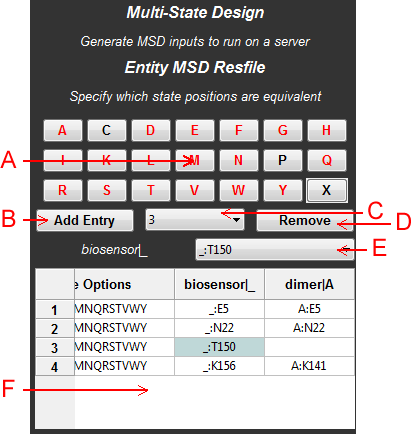 Multi-State Design
Generate MSD inputs to run on a server
Entity MSD Resfile
Specify which state positions are equivalent
A C D E F G H
A I K L M N P Q
R S T V W Y X
B Add Entry 3 Remove C D
biosensor|_ _:T150 E
e Options biosensor|_ dimer|A
1 MNQRSTVWY _:E5 A:E5
2 MNQRSTVWY _:N22 A:N22
3 MNQRSTVWY _:T150
4 MNQRSTVWY _:K156 A:K141
F